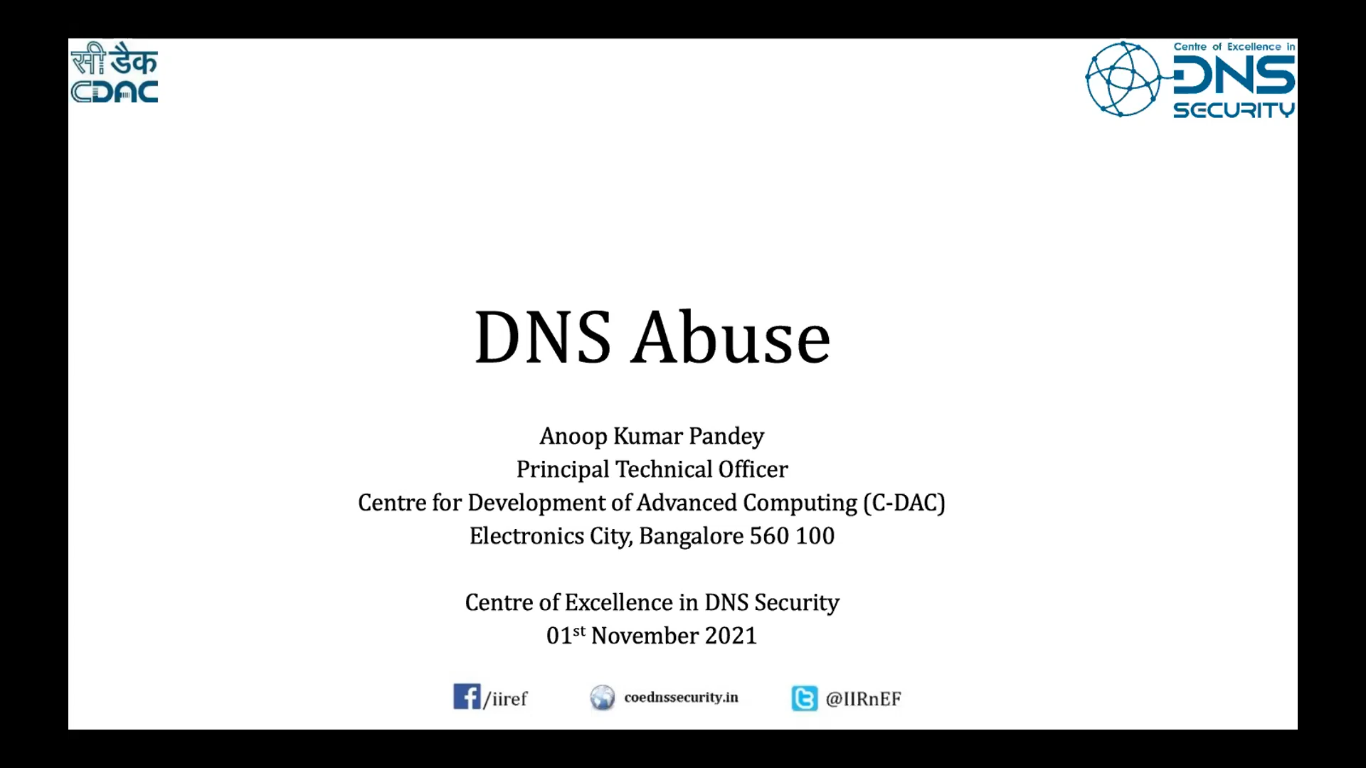 सी डैक
CDAC
Centre of Excellence in
DNS
SECURITY
DNS Abuse
Anoop Kumar Pandey
Principal Technical Officer
Centre for Development of Advanced Computing (C-DAC)
Electronics City, Bangalore 560 100
Centre of Excellence in DNS Security
01st November 2021
/iiref coednssecurity.in @IIRnEF